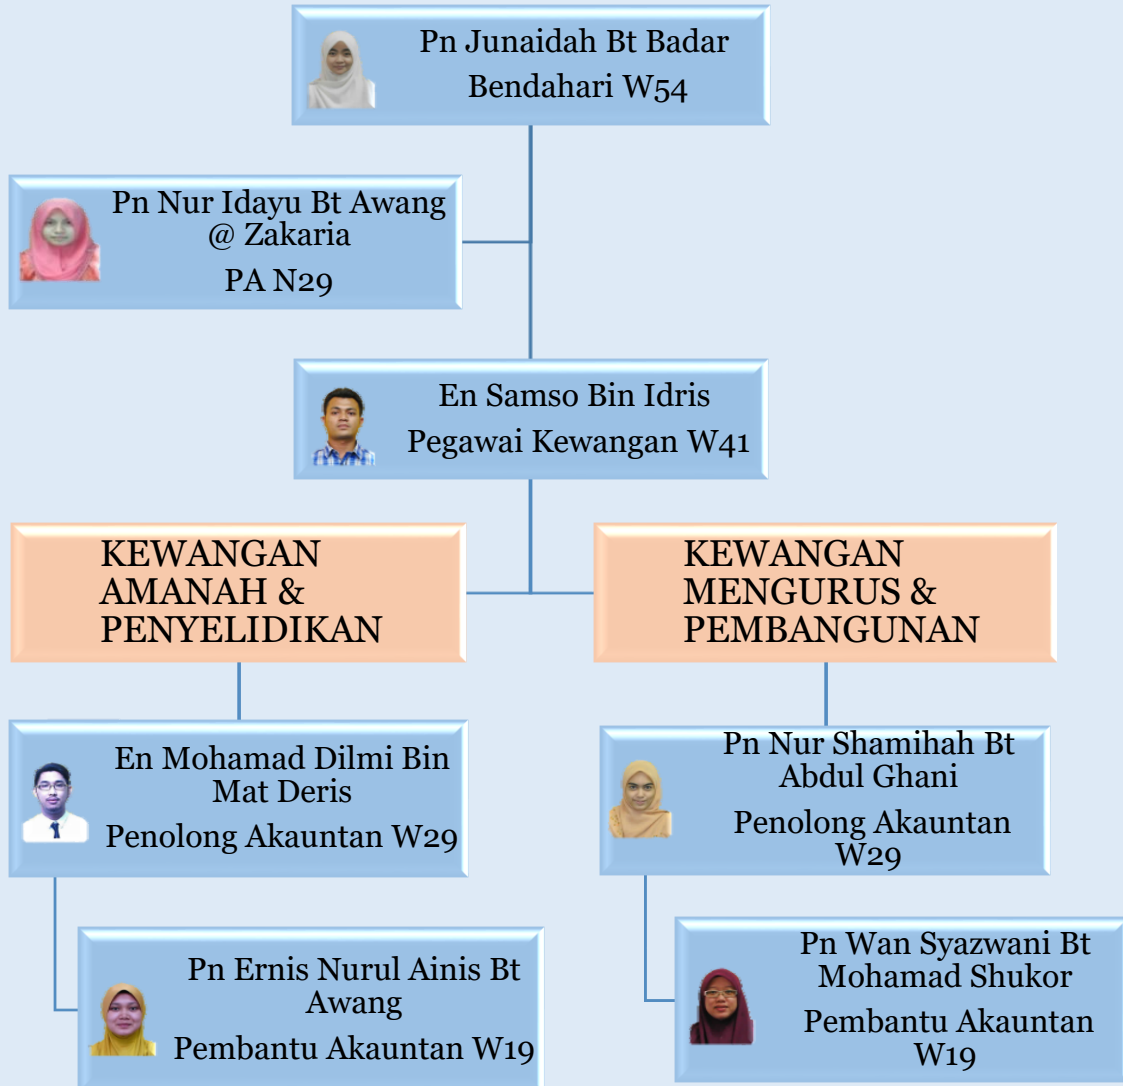 Pn Junaidah Bt Badar
Bendahari W54
Pn Nur Idayu Bt Awang
@ Zakaria
PA N29
En Samso Bin Idris
Pegawai Kewangan W41
KEWANGAN
AMANAH &
PENYELIDIKAN
KEWANGAN
MENGURUS &
PEMBANGUNAN
En Mohamad Dilmi Bin
Mat Deris
Penolong Akauntan W29
Pn Nur Shamihah Bt
Abdul Ghani
Penolong Akauntan
W29
Pn Ernis Nurul Ainis Bt
Awang
Pembantu Akauntan W19
Pn Wan Syazwani Bt
Mohamad Shukor
Pembantu Akauntan
W19